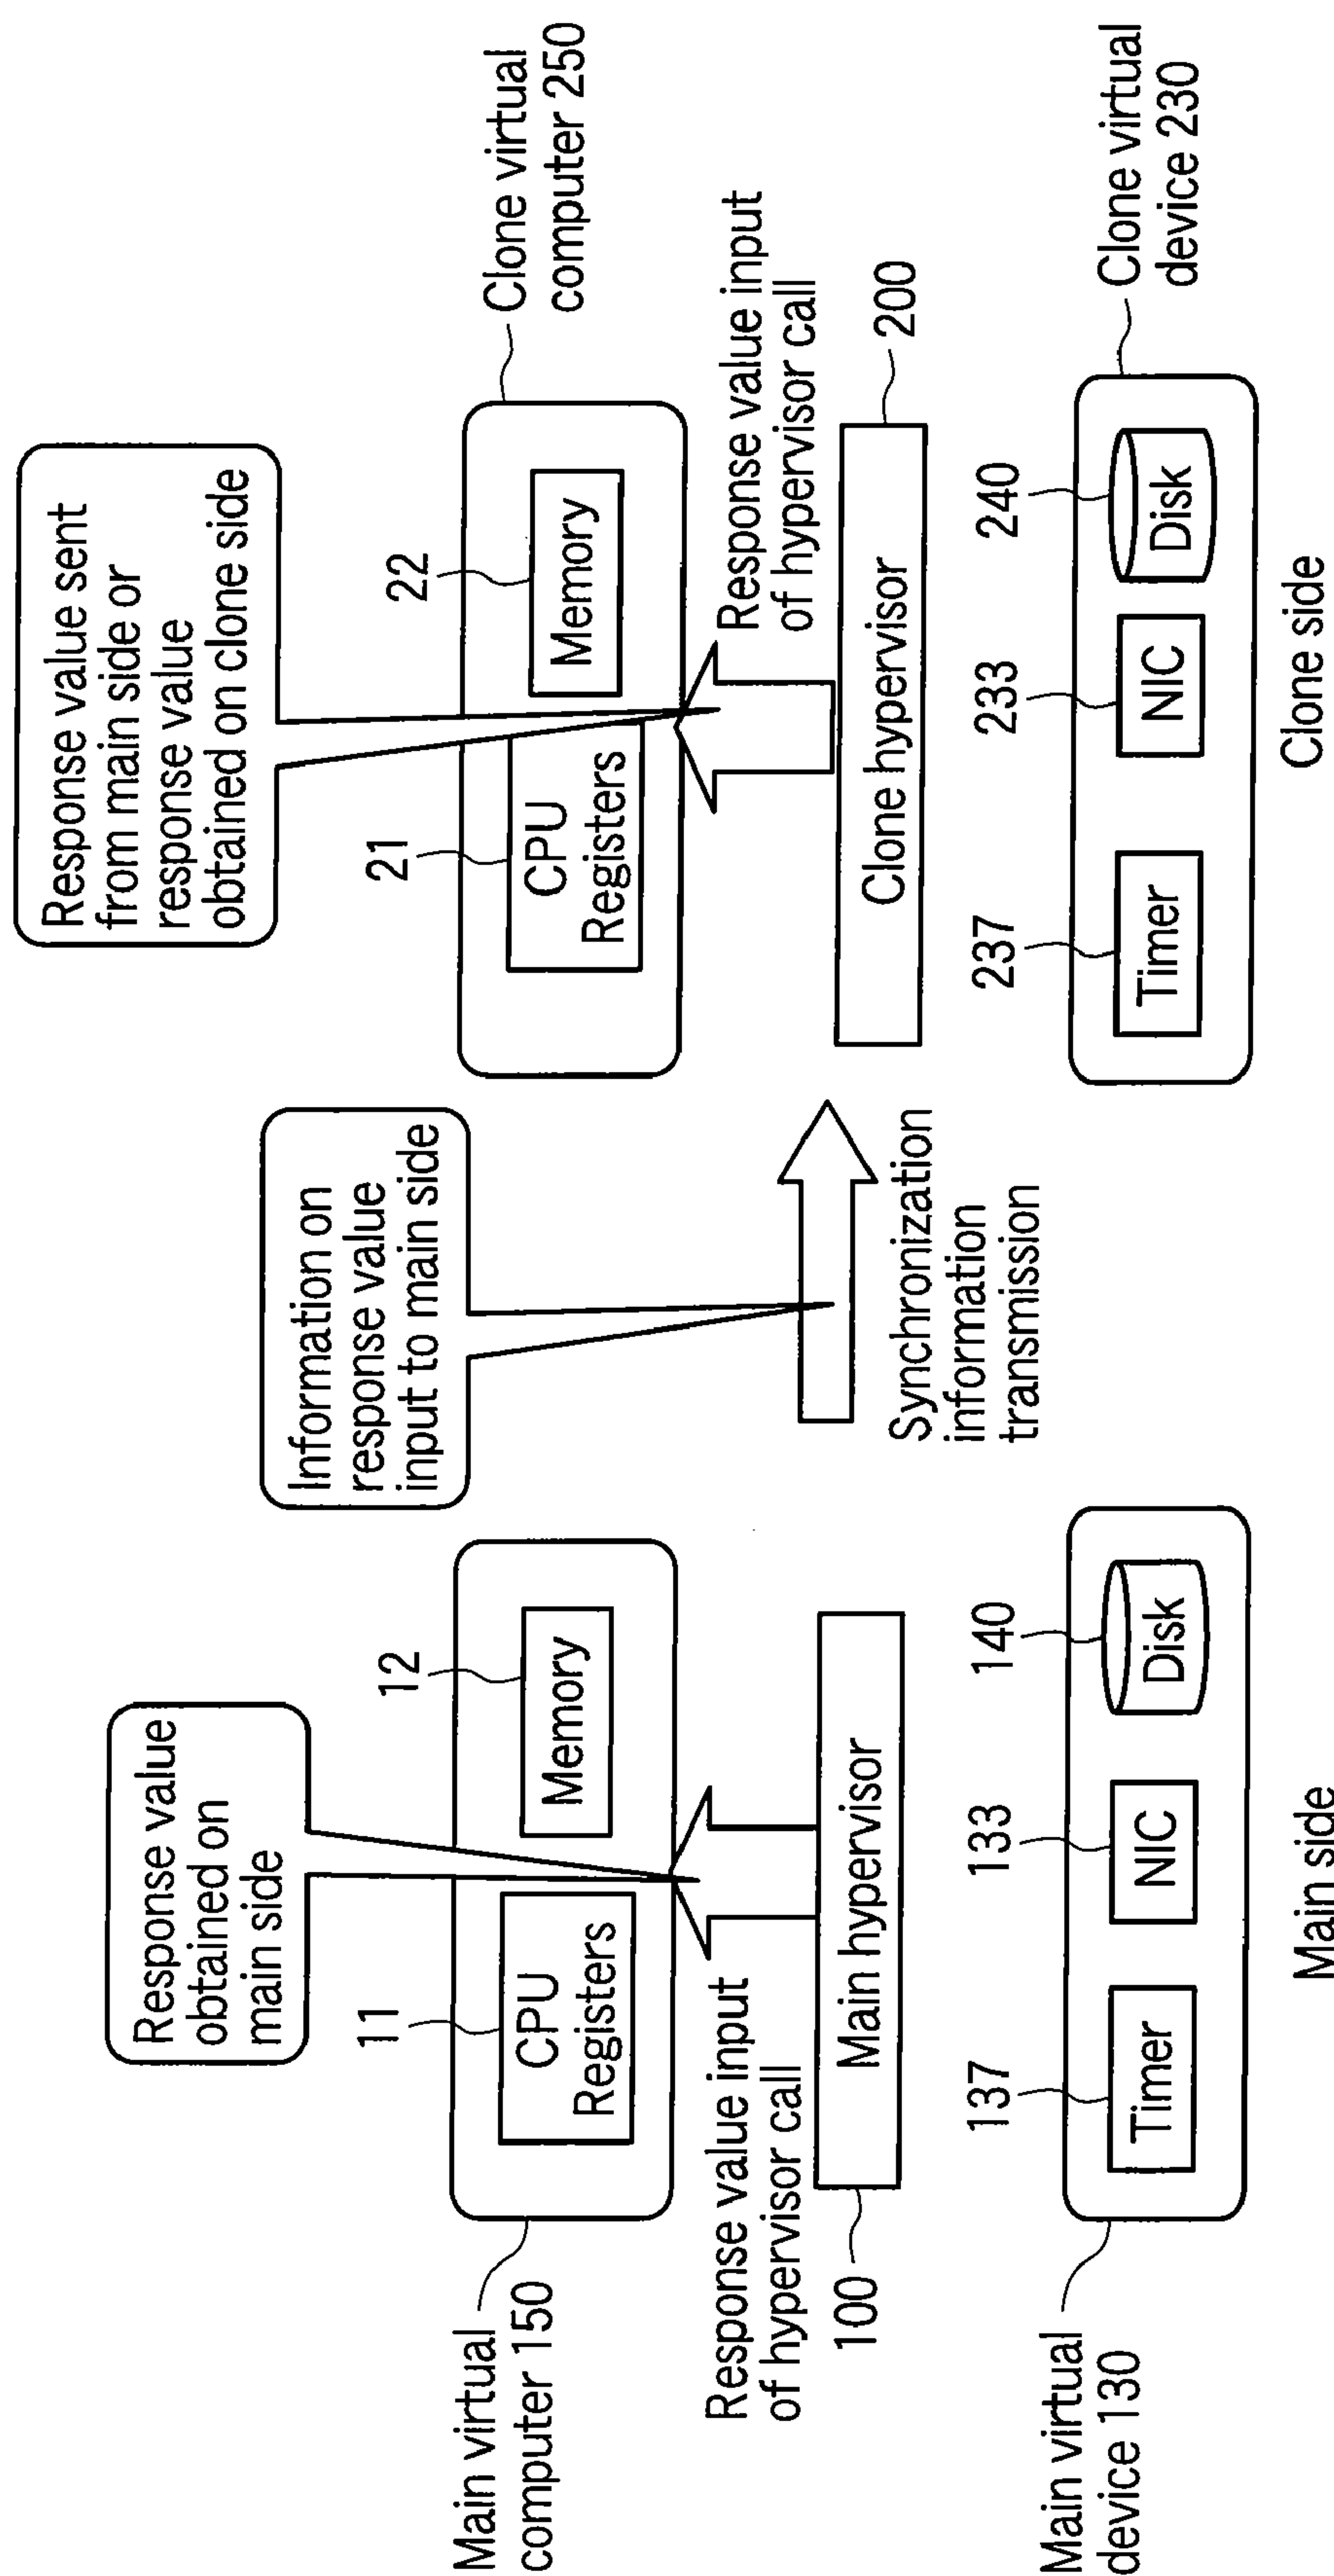 Response value
obtained on
main side
Information on
response value
input to main side
Response value sent
from main side or
response value
obtained on clone side
Main virtual
computer 150
11
CPU
Registers
12
Memory
21
CPU
Registers
22
Memory
Clone virtual
computer 250
Response value input
of hypervisor call
Response value input
of hypervisor call
100
Main hypervisor
Synchronization
information
transmission
Clone hypervisor
200
Main virtual
device 130
137
Timer
133
NIC
140
Disk
237
Timer
233
NIC
240
Disk
Clone virtual
device 230
Main side
Clone side